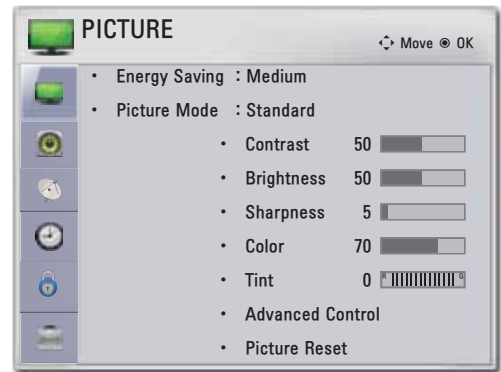 PICTURE
Move ◉ OK
• Energy Saving : Medium
• Picture Mode : Standard
• Contrast 50
• Brightness 50
• Sharpness 5
• Color 70
• Tint 0 R G
• Advanced Control
• Picture Reset